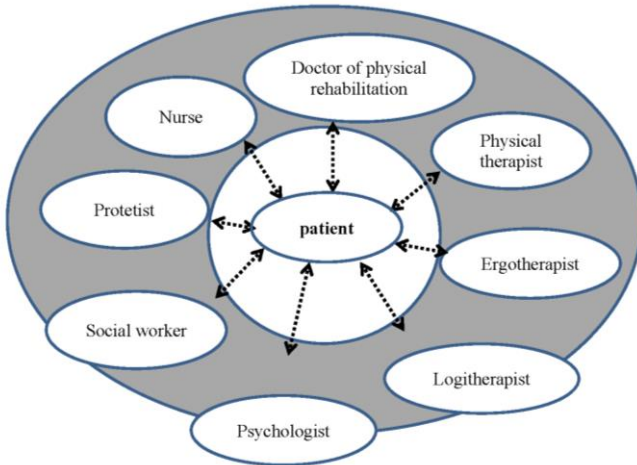 Doctor of physical
rehabilitation
Nurse
Physical
therapist
Protetist
patient
Ergotherapist
Social worker
Logitherapist
Psychologist